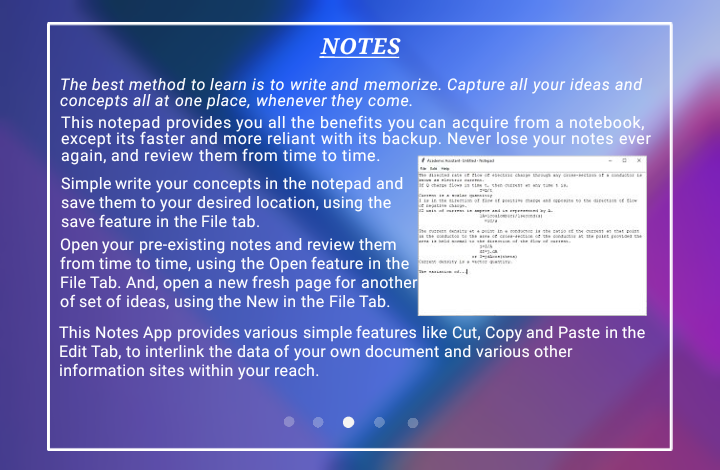 NOTES
The best method to learn is to write and memorize. Capture all your ideas and
concepts all at one place, whenever they come.
This notepad provides you all the benefits you can acquire from a notebook,
except its faster and more reliant with its backup. Never lose your notes ever
again, and review them from time to time.
Simple write your concepts in the notepad and
save them to your desired location, using the
save feature in the File tab.
Open your pre-existing notes and review them
from time to time, using the Open feature in the
File Tab. And, open a new fresh page for another
of set of ideas, using the New in the File Tab.
Academa Assistant -Untitled- Notepad
File Edit Help
The directed rate of flow of electron charge through any cross-section of a conductor is
known as electric current.
If Q charge flows in time t, then current at any time t is,
I=Q/t
Current is a scalar quantity
I is in the direction of flow of positive charge and opposite to the direction of flow
of negative charge.
SI unit of current is ampere and is represented by A.
The current density at a point in a conductor is the ratio of the current at that point
in the conductor to the area of cross-section of the conductor at the point provided the
area is held normal to the direction of the flow of current.
Current density is a vector quantity.
The variation of...
This Notes App provides various simple features like Cut, Copy and Paste in the
Edit Tab, to interlink the data of your own document and various other
information sites within your reach.